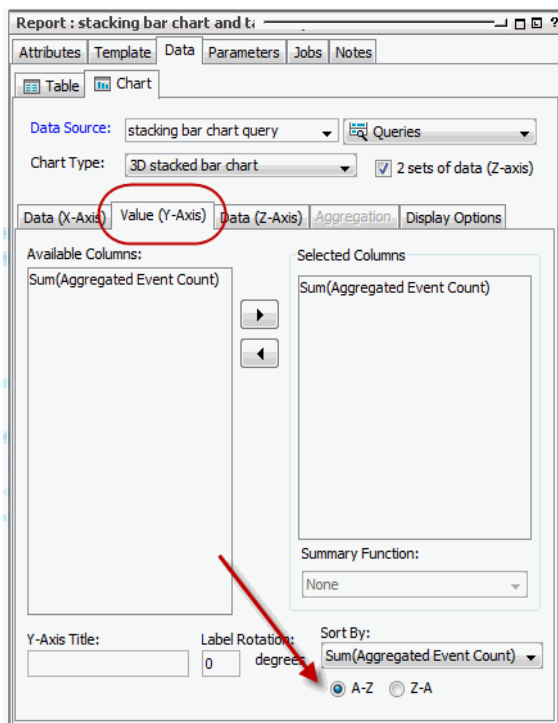 Report : stacking bar chart and ta
Attributes Template Data Parameters Jobs Notes
Table Chart
Data Source: stacking bar chart query Queries
Chart Type: 3D stacked bar chart 2 sets of data (Z-axis)
Data (X-Axis) Value (Y-Axis) Data (Z-Axis) Aggregation Display Options
Available Columns: Selected Columns
Sum(Aggregated Event Count) Sum(Aggregated Event Count)
Summary Function:
None
Y-Axis Title: Label Rotation: Sort By:
0 degrees Sum(Aggregated Event Count)
A-Z Z-A